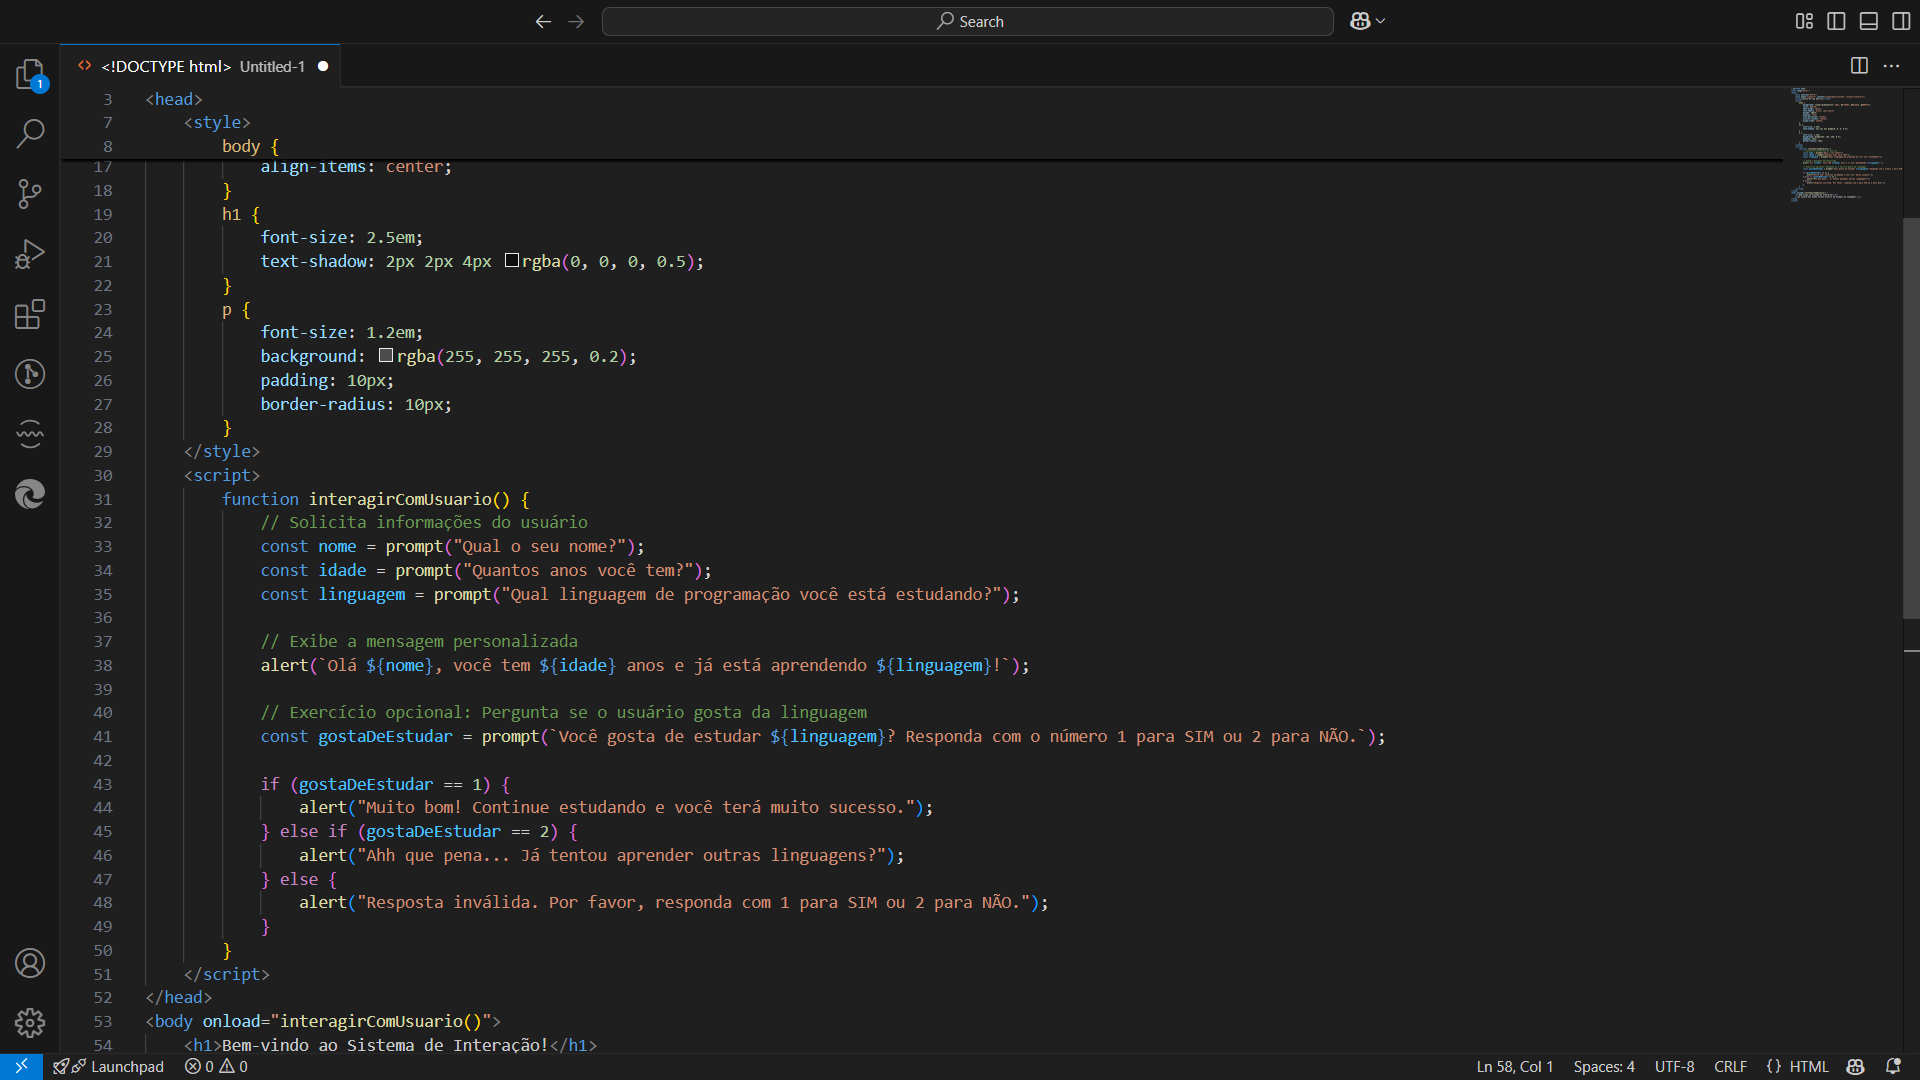 Search
<!DOCTYPE html> Untitled-1
1
3 <head>
7 <style>
8 body {
17 align-items: center;
18 }
19 h1 {
20 font-size: 2.5em;
21 text-shadow: 2px 2px 4px rgba(0, 0, 0, 0.5);
22 }
23 p {
24 font-size: 1.2em;
25 background: rgba(255, 255, 255, 0.2);
26 padding: 10px;
27 border-radius: 10px;
28 }
29 </style>
30 <script>
31 function interagirComUsuario() {
32 // Solicita informações do usuário
33 const nome = prompt("Qual o seu nome?");
34 const idade = prompt("Quantos anos você tem?");
35 const linguagem = prompt("Qual linguagem de programação você está estudando?");
36
37 // Exibe a mensagem personalizada
38 alert(`Olá ${nome}, você tem ${idade} anos e já está aprendendo ${linguagem}!`);
39
40 // Exercício opcional: Pergunta se o usuário gosta da linguagem
41 const gostaDeEstudar = prompt(`Você gosta de estudar ${linguagem}? Responda com o número 1 para SIM ou 2 para NÃO.`);
42
43 if (gostaDeEstudar == 1) {
44 alert("Muito bom! Continue estudando e você terá muito sucesso.");
45 } else if (gostaDeEstudar == 2) {
46 alert("Ahh que pena... Já tentou aprender outras linguagens?");
47 } else {
48 alert("Resposta inválida. Por favor, responda com 1 para SIM ou 2 para NÃO.");
49 }
50 }
51 </script>
52 </head>
53 <body onload="interagirComUsuario()">
54 <h1>Bem-vindo ao Sistema de Interação!</h1>
Launchpad 0 0 Ln 58, Col 1 Spaces: 4 UTF-8 CRLF {} HTML